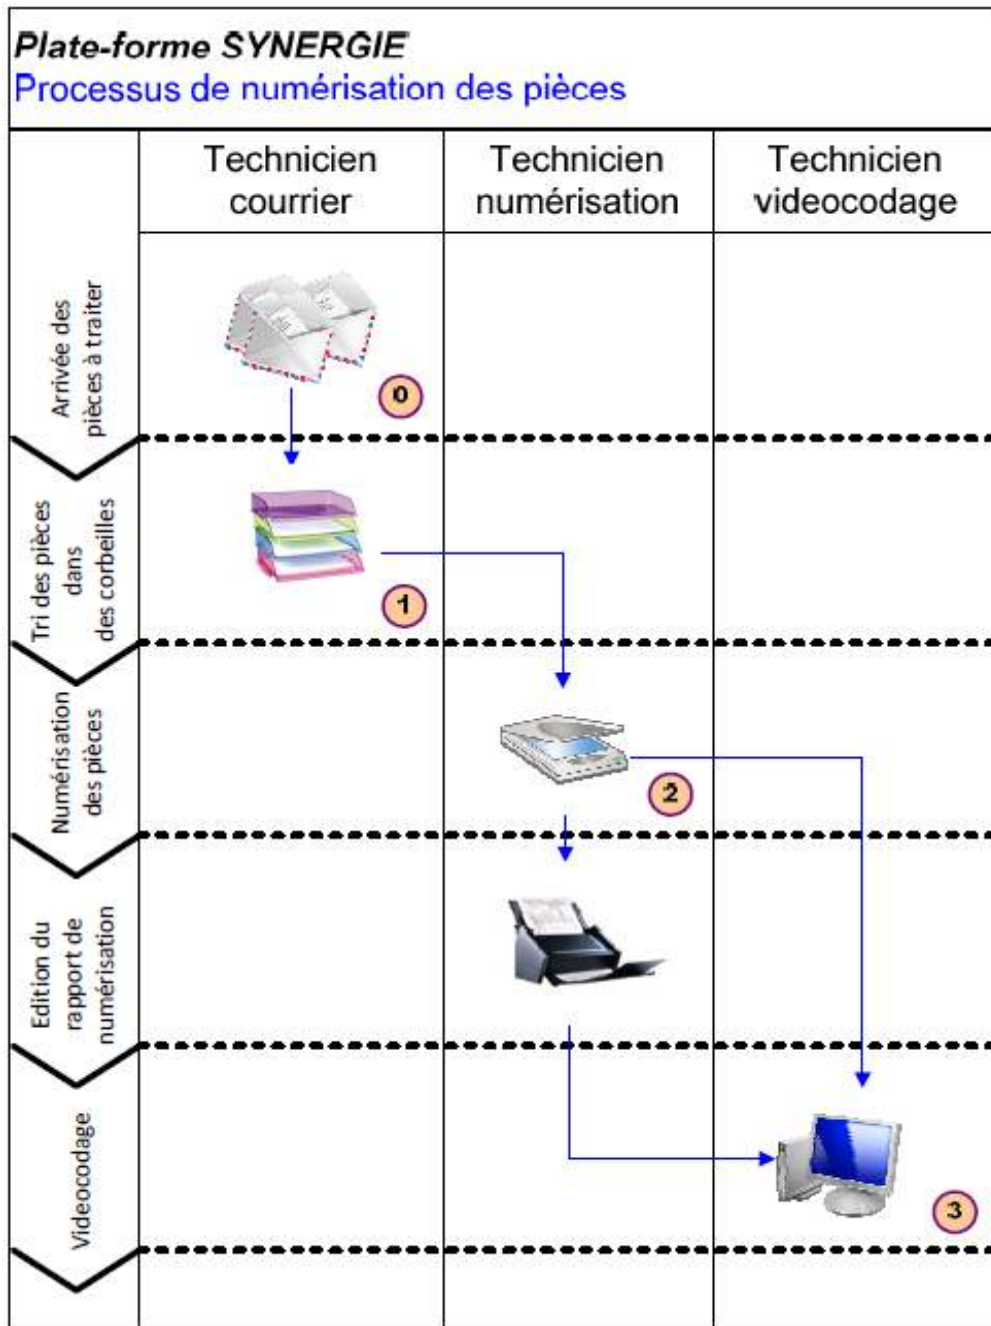 Plate-forme SYNERGIE
Processus de numérisation des pièces
Technicien
courrier
Technicien
numérisation
Technicien
videocodage
Arrivée des
pièces à traiter
0
Tri des pièces
dans
des corbeilles
1
Numérisation
des pièces
2
Edition du
rapport de
numérisation
Videocodage
3